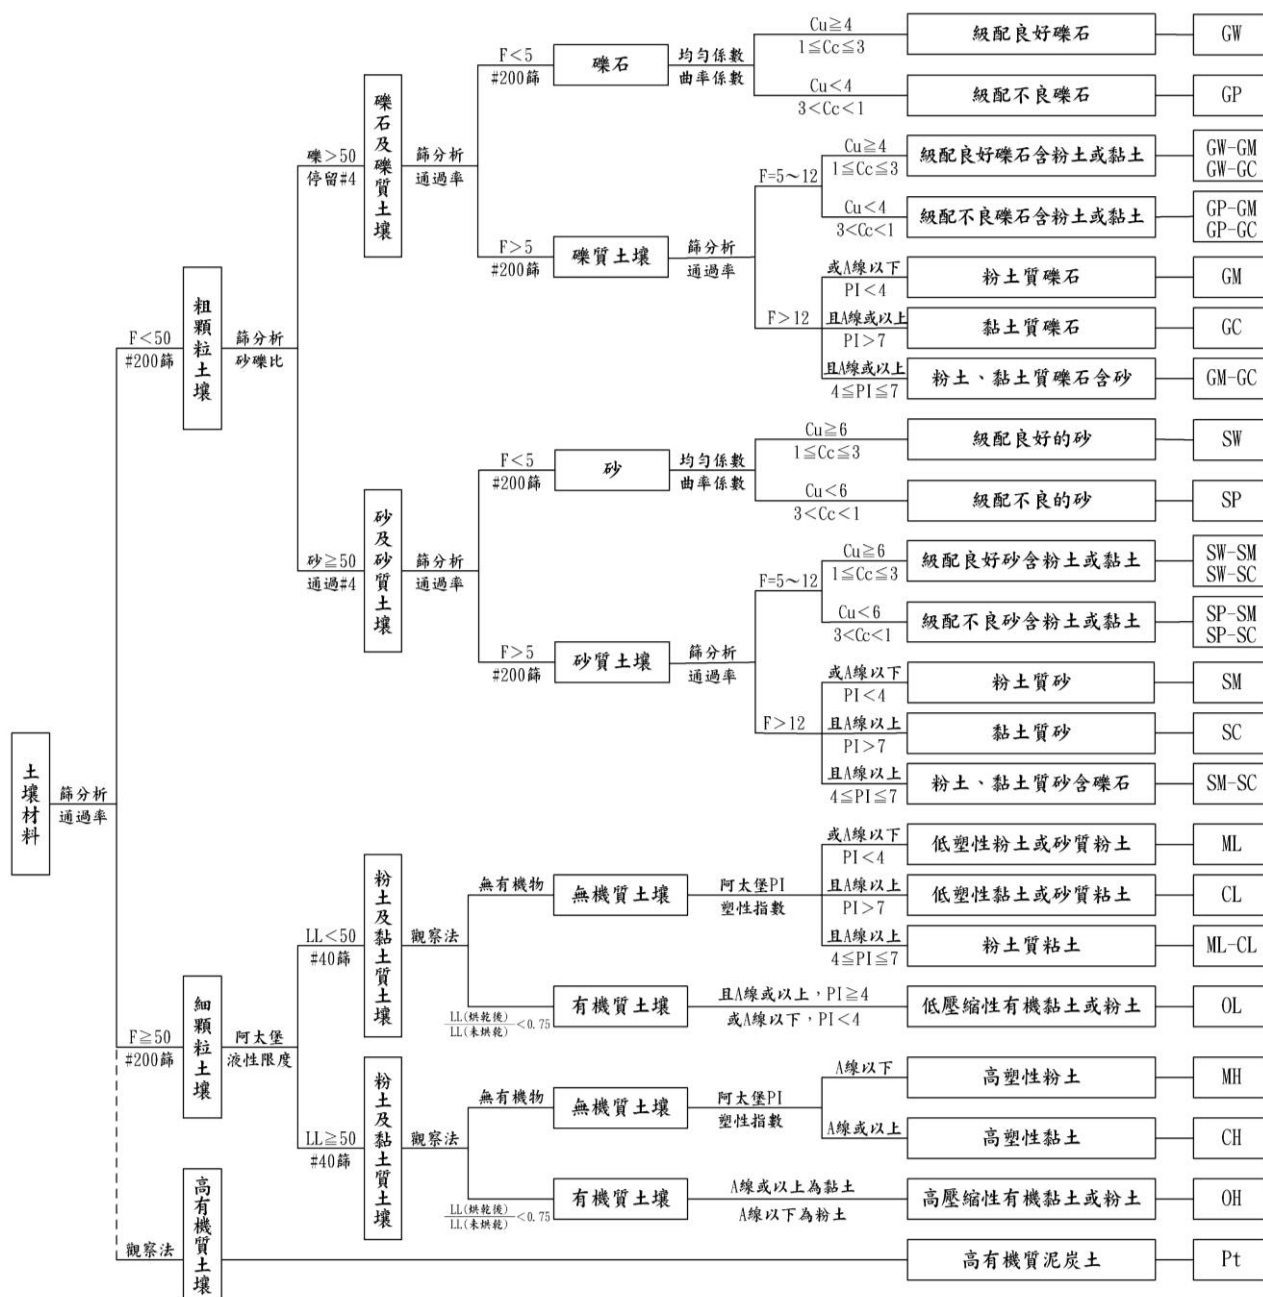 土壤材料
篩分析
通過率
F<50
#200篩
粗顆粒土壤
篩分析
砂礫比
礫>50
停留#4
礫石及礫質土壤
篩分析
通過率
F<5
#200篩
礫石
均勻係數
曲率係數
Cu≧4
1≦Cc≦3
級配良好礫石
GW
Cu<4
3<Cc<1
級配不良礫石
GP
F>5
#200篩
礫質土壤
篩分析
通過率
F=5~12
Cu≧4
1≦Cc≦3
級配良好礫石含粉土或黏土
GW-GM
GW-GC
Cu<4
3<Cc<1
級配不良礫石含粉土或黏土
GP-GM
GP-GC
F>12
或A線以下
PI<4
粉土質礫石
GM
且A線或以上
PI>7
黏土質礫石
GC
且A線或以上
4≦PI≦7
粉土、黏土質礫石含砂
GM-GC
砂≧50
通過#4
砂及砂質土壤
篩分析
通過率
F<5
#200篩
砂
均勻係數
曲率係數
Cu≧6
1≦Cc≦3
級配良好的砂
SW
Cu<6
3<Cc<1
級配不良的砂
SP
F>5
#200篩
砂質土壤
篩分析
通過率
F=5~12
Cu≧6
1≦Cc≦3
級配良好砂含粉土或黏土
SW-SM
SW-SC
Cu<6
3<Cc<1
級配不良砂含粉土或黏土
SP-SM
SP-SC
F>12
或A線以下
PI<4
粉土質砂
SM
且A線以上
PI>7
黏土質砂
SC
且A線以上
4≦PI≦7
粉土、黏土質砂含礫石
SM-SC
F≧50
#200篩
細顆粒土壤
阿太堡
液性限度
LL<50
#40篩
粉土及黏土質土壤
觀察法
無有機物
無機質土壤
阿太堡PI
塑性指數
或A線以下
PI<4
低塑性粉土或砂質粉土
ML
且A線以上
PI>7
低塑性黏土或砂質粘土
CL
且A線以上
4≦PI≦7
粉土質粘土
ML-CL
LL(烘乾後)
LL(未烘乾)
<0.75
有機質土壤
且A線或以上，PI≧4
或A線以下，PI<4
低壓縮性有機黏土或粉土
OL
LL≧50
#40篩
粉土及黏土質土壤
觀察法
無有機物
無機質土壤
阿太堡PI
塑性指數
A線以下
高塑性粉土
MH
A線或以上
高塑性黏土
CH
LL(烘乾後)
LL(未烘乾)
<0.75
有機質土壤
A線或以上為黏土
A線以下為粉土
高壓縮性有機黏土或粉土
OH
觀察法
高有機質土壤
高有機質泥炭土
Pt